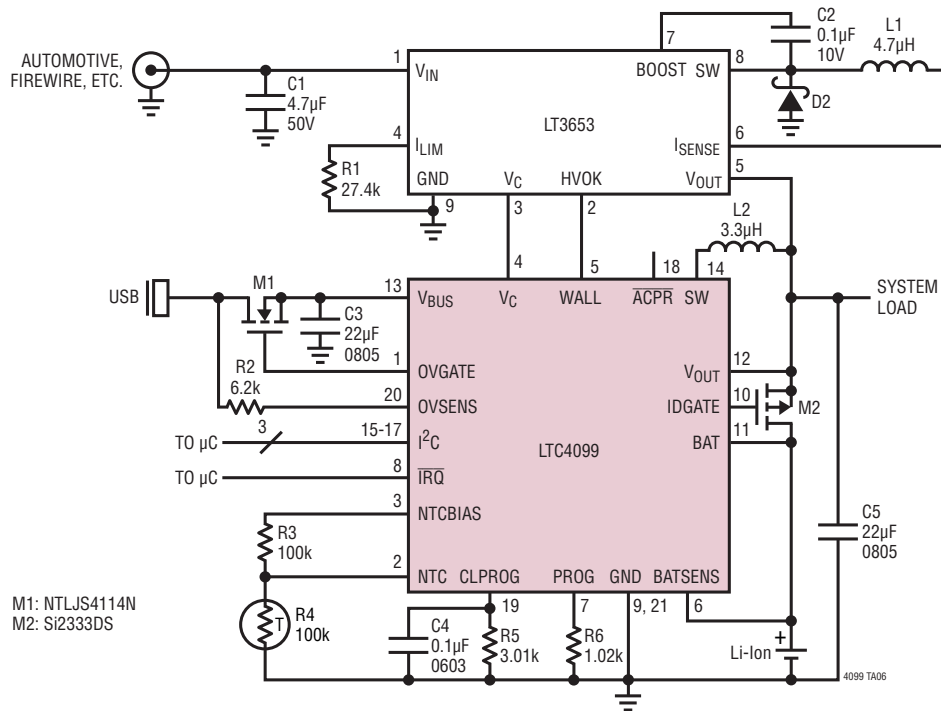 AUTOMOTIVE,
FIREWIRE, ETC.
C1
4.7µF
50V
1
VIN
4
ILIM
R1
27.4k
GND
9
VC
3
HVOK
2
LT3653
7
BOOST
SW
8
C2
0.1µF
10V
L1
4.7µH
D2
ISENSE
6
VOUT
5
L2
3.3µH
USB
M1
13
VBUS
C3
22µF
0805
4
VC
5
WALL
18
ACPR
14
SW
SYSTEM
LOAD
R2
6.2k
1
OVGATE
20
OVSENS
TO µC
3
15-17
I2C
TO µC
8
IRQ
3
NTCBIAS
R3
100k
2
NTC
LTC4099
VOUT
12
IDGATE
10
M2
BAT
11
C5
22µF
0805
CLPROG
19
PROG
7
GND
9, 21
BATSENS
6
M1: NTLJS4114N
M2: Si2333DS
T
R4
100k
C4
0.1µF
0603
R5
3.01k
R6
1.02k
Li-Ion
+
4099 TA06